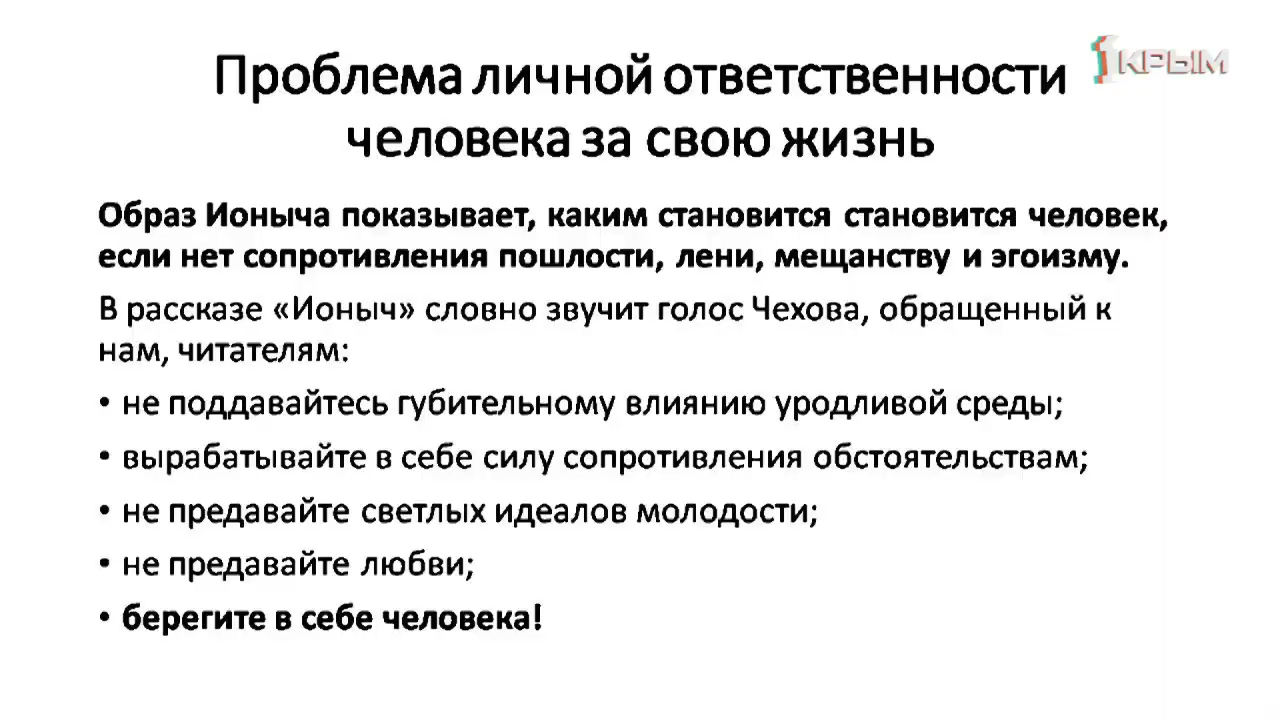 Проблема личной ответственности
человека за свою жизнь
1КРЫМ
Образ Ионыча показывает, каким становится становится человек,
если нет сопротивления пошлости, лени, мещанству и эгоизму.
В рассказе «Ионыч» словно звучит голос Чехова, обращенный к
нам, читателям:
• не поддавайтесь губительному влиянию уродливой среды;
• вырабатывайте в себе силу сопротивления обстоятельствам;
• не предавайте светлых идеалов молодости;
• не предавайте любви;
• берегите в себе человека!